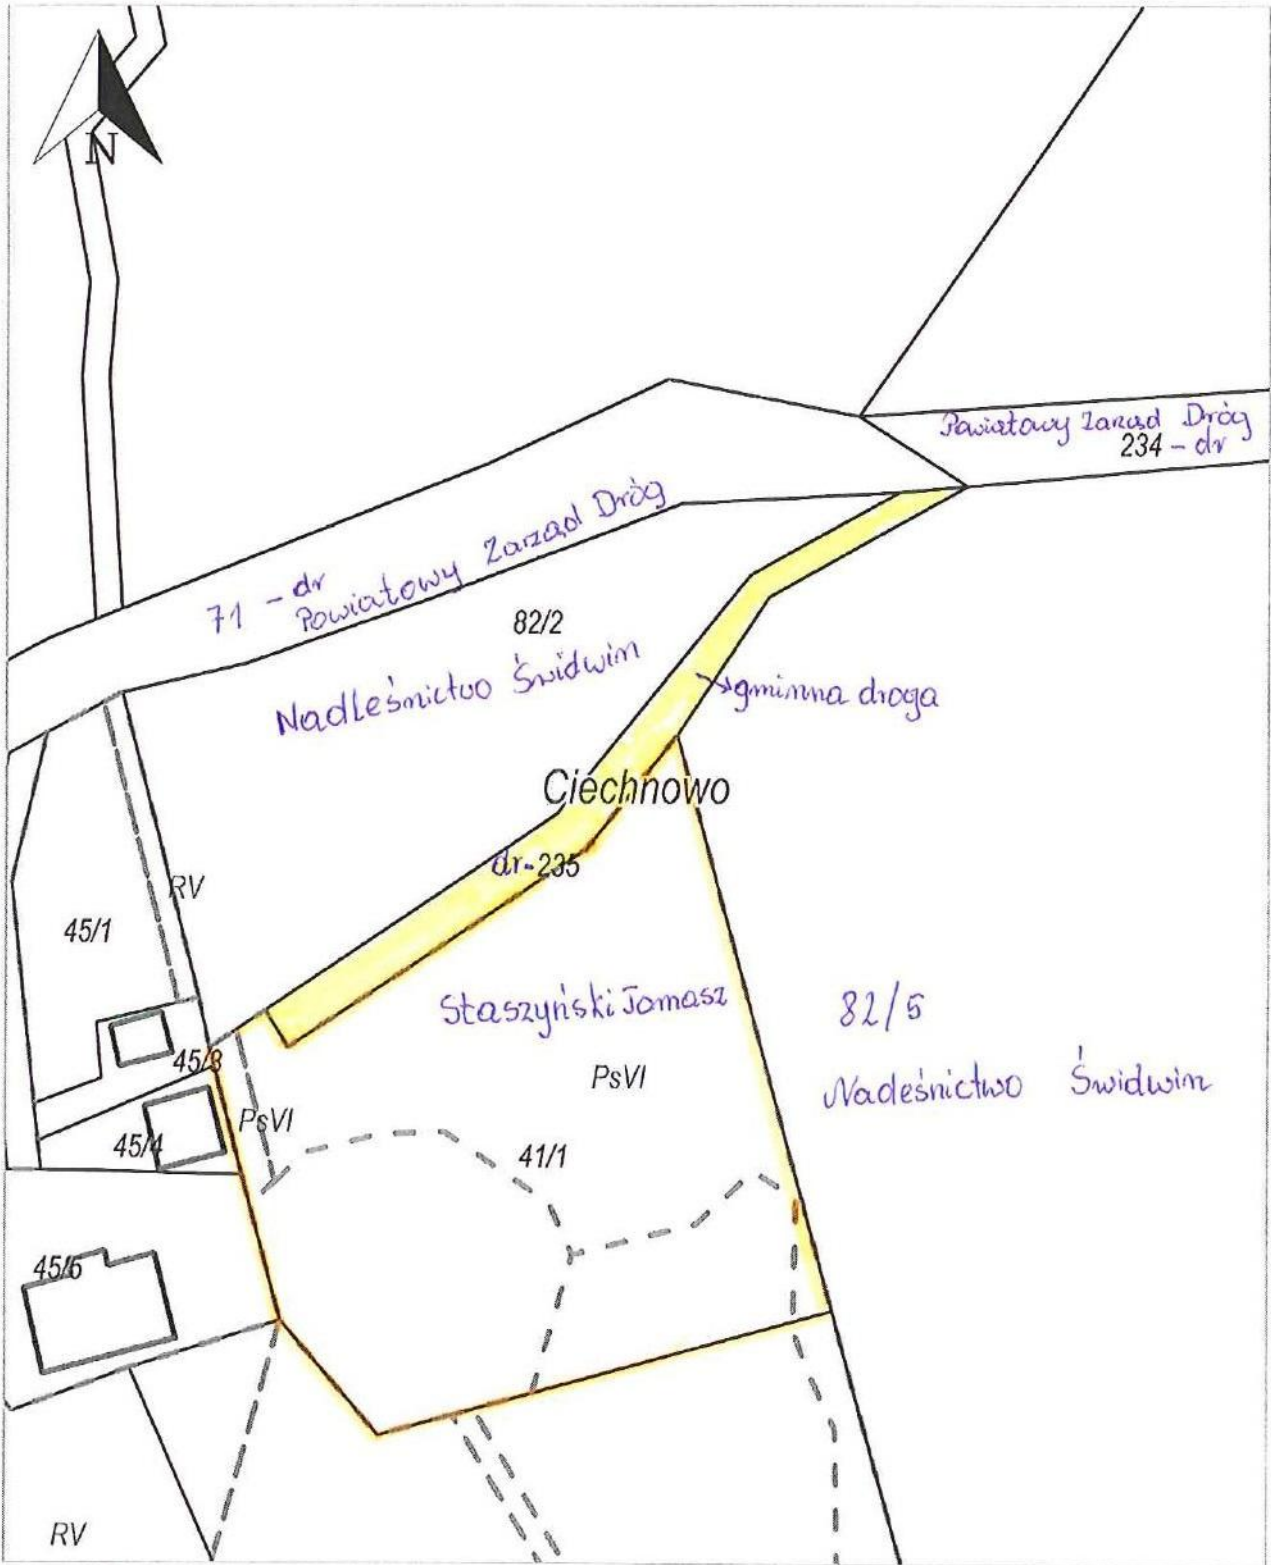 N
Powiatowy Zarząd Dróg
234 - dr
71 - dr
Powiatowy Zarząd Dróg
82/2
Nadleśnictwo Świdwin
gminna droga
Ciechnowo
dr-235
RV
45/1
Staszyński Tomasz
82/5
Nadeśnictwo Świdwin
45/3
PsVI
PsVI
45/4
41/1
45/6
RV